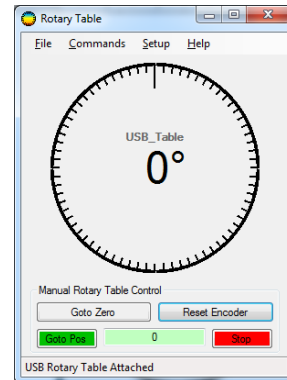 Rotary Table
File Commands Setup Help
USB_Table
0°
Manual Rotary Table Control
Goto Zero Reset Encoder
Goto Pos 0 Stop
USB Rotary Table Attached